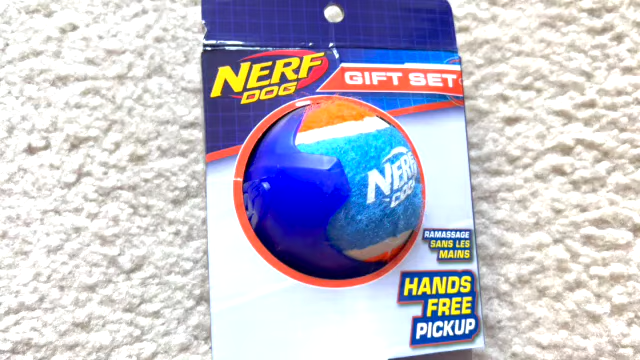 NERF
DOG
GIFT SET
NERF
DOG
RAMASSAGE
SANS LES
MAINS
HANDS
FREE
PICKUP